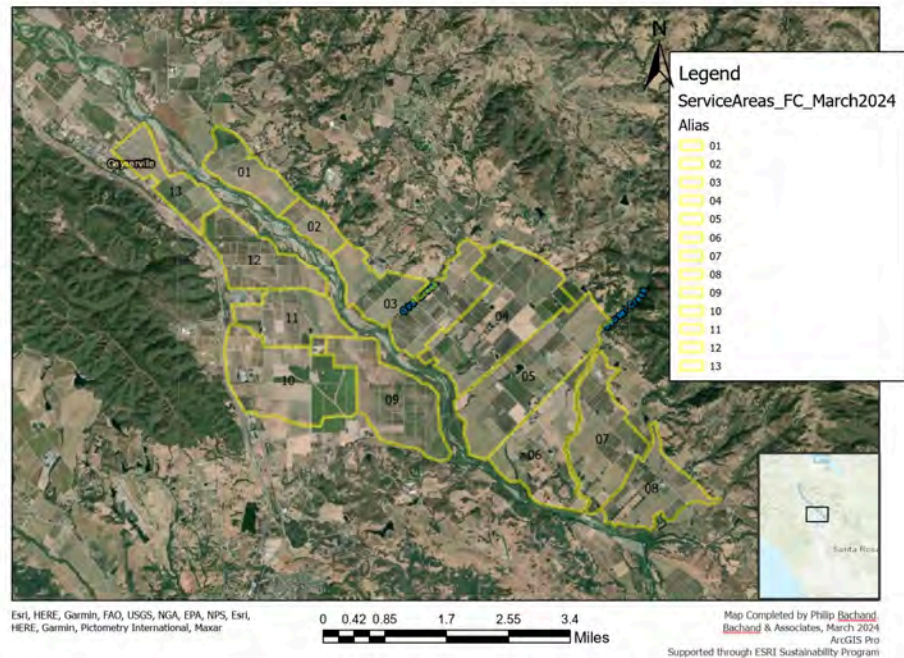 N
Legend
ServiceAreas_FC_March2024
Alias
01
02
03
04
05
06
07
08
09
10
11
12
13
Geyserville
01
13
02
12
03
04
11
05
10
09
07
06
08
Santa Rosa
Esri, HERE, Garmin, FAO, USGS, NGA, EPA, NPS, Esri,
HERE, Garmin, Pictometry International, Maxar
0 0.42 0.85 1.7 2.55 3.4
Miles
Map Completed by Philip Bachand.
Bachand & Associates, March 2024
ArcGIS Pro
Supported through ESRI Sustainability Program